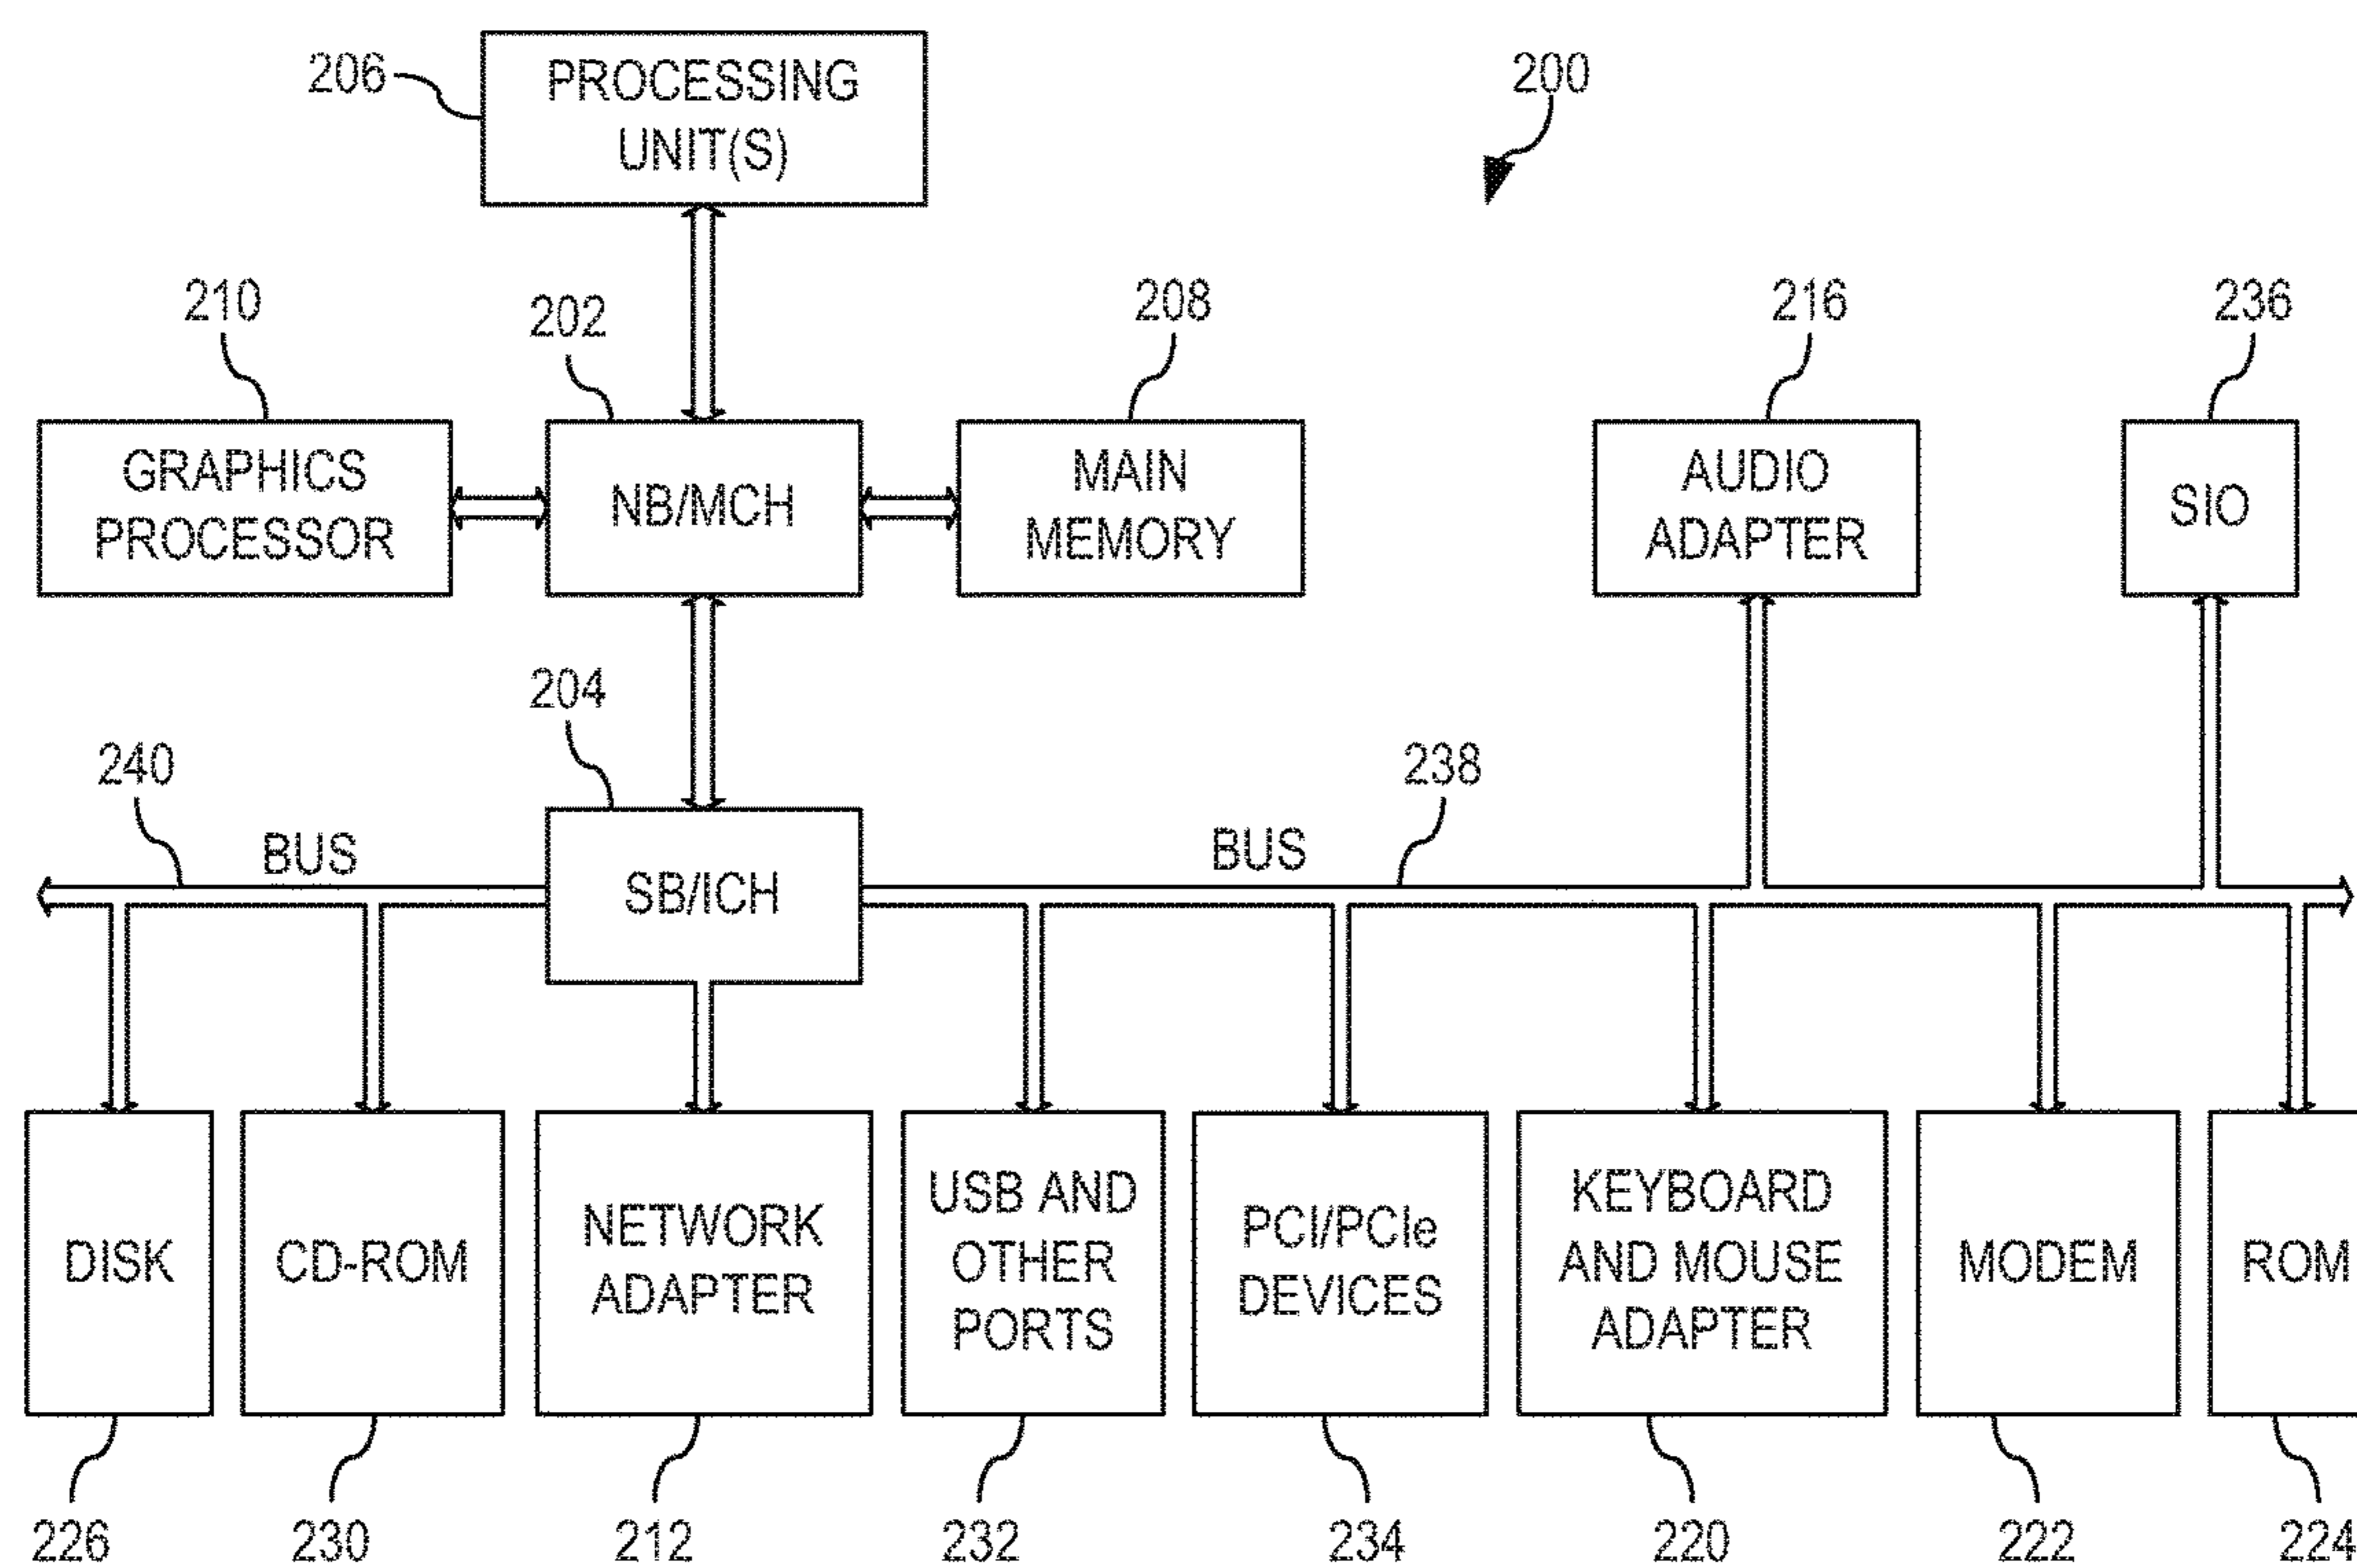 206
PROCESSING
UNIT(S)
200
210
202
208
216
236
GRAPHICS
PROCESSOR
NB/MCH
MAIN
MEMORY
AUDIO
ADAPTER
SIO
204
240
BUS
SB/ICH
BUS
238
DISK
CD-ROM
NETWORK
ADAPTER
USB AND
OTHER
PORTS
PCI/PCIe
DEVICES
KEYBOARD
AND MOUSE
ADAPTER
MODEM
ROM
226
230
212
232
234
220
222
224